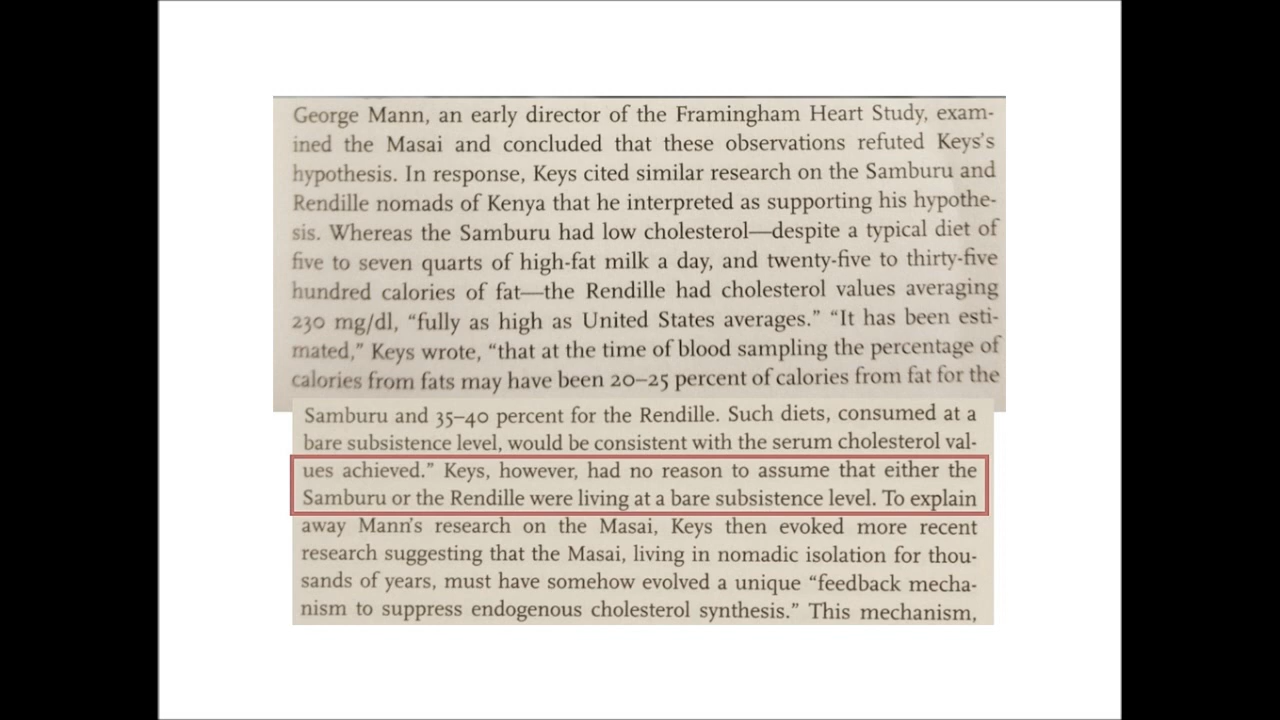 George Mann, an early director of the Framingham Heart Study, exam-
ined the Masai and concluded that these observations refuted Keys's
hypothesis. In response, Keys cited similar research on the Samburu and
Rendille nomads of Kenya that he interpreted as supporting his hypothe-
sis. Whereas the Samburu had low cholesterol—despite a typical diet of
five to seven quarts of high-fat milk a day, and twenty-five to thirty-five
hundred calories of fat—the Rendille had cholesterol values averaging
230 mg/dl, “fully as high as United States averages.” “It has been esti-
mated,” Keys wrote, “that at the time of blood sampling the percentage of
calories from fats may have been 20–25 percent of calories from fat for the
Samburu and 35–40 percent for the Rendille. Such diets, consumed at a
bare subsistence level, would be consistent with the serum cholesterol val-
ues achieved.” Keys, however, had no reason to assume that either the
Samburu or the Rendille were living at a bare subsistence level. To explain
away Mann's research on the Masai, Keys then evoked more recent
research suggesting that the Masai, living in nomadic isolation for thou-
sands of years, must have somehow evolved a unique “feedback mecha-
nism to suppress endogenous cholesterol synthesis.” This mechanism,